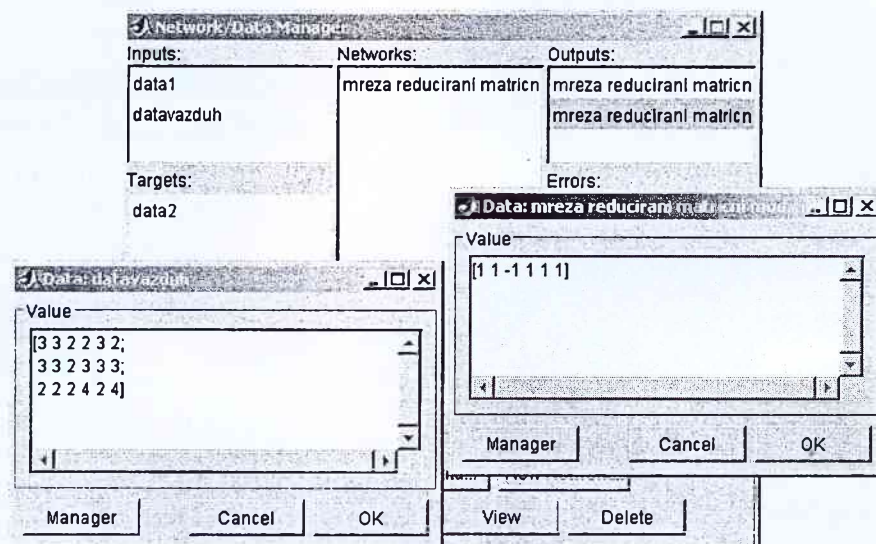 Network/Data Manager
Inputs:
Networks:
Outputs:
data1
datavazduh
mreza reducirani matricn
mreza reducirani matricn
mreza reducirani matricn
Targets:
data2
Errors:
Data: mreza reducirani matricni
Value
[1 1 -1 1 1 1]
Manager
Cancel
OK
Data: datavazduh
Value
[3 3 2 2 3 2;
3 3 2 3 3 3;
2 2 2 4 2 4]
Manager
Cancel
OK
View
Delete